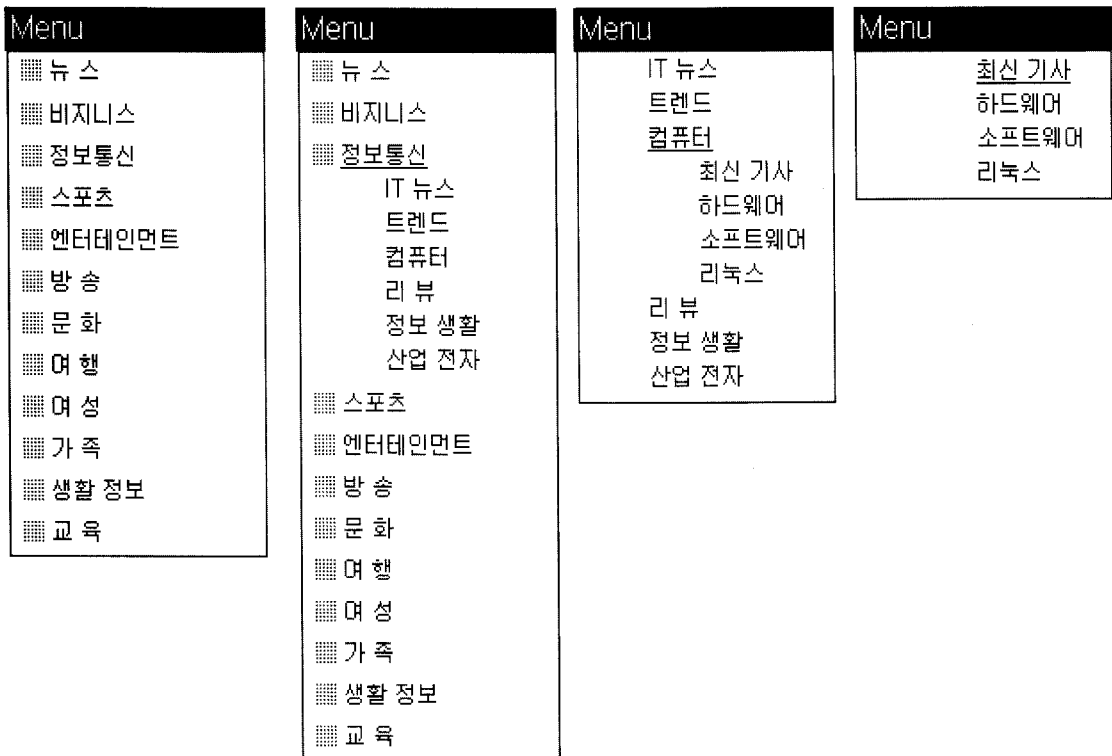 Menu
뉴 스
비지니스
정보통신
스포츠
엔터테인먼트
방 송
문 화
여 행
여 성
가 족
생활 정보
교 육
Menu
뉴 스
비지니스
정보통신
IT 뉴스
트렌드
컴퓨터
리 뷰
정보 생활
산업 전자
스포츠
엔터테인먼트
방 송
문 화
여 행
여 성
가 족
생활 정보
교 육
Menu
IT 뉴스
트렌드
컴퓨터
최신 기사
하드웨어
소프트웨어
리눅스
리 뷰
정보 생활
산업 전자
Menu
최신 기사
하드웨어
소프트웨어
리눅스